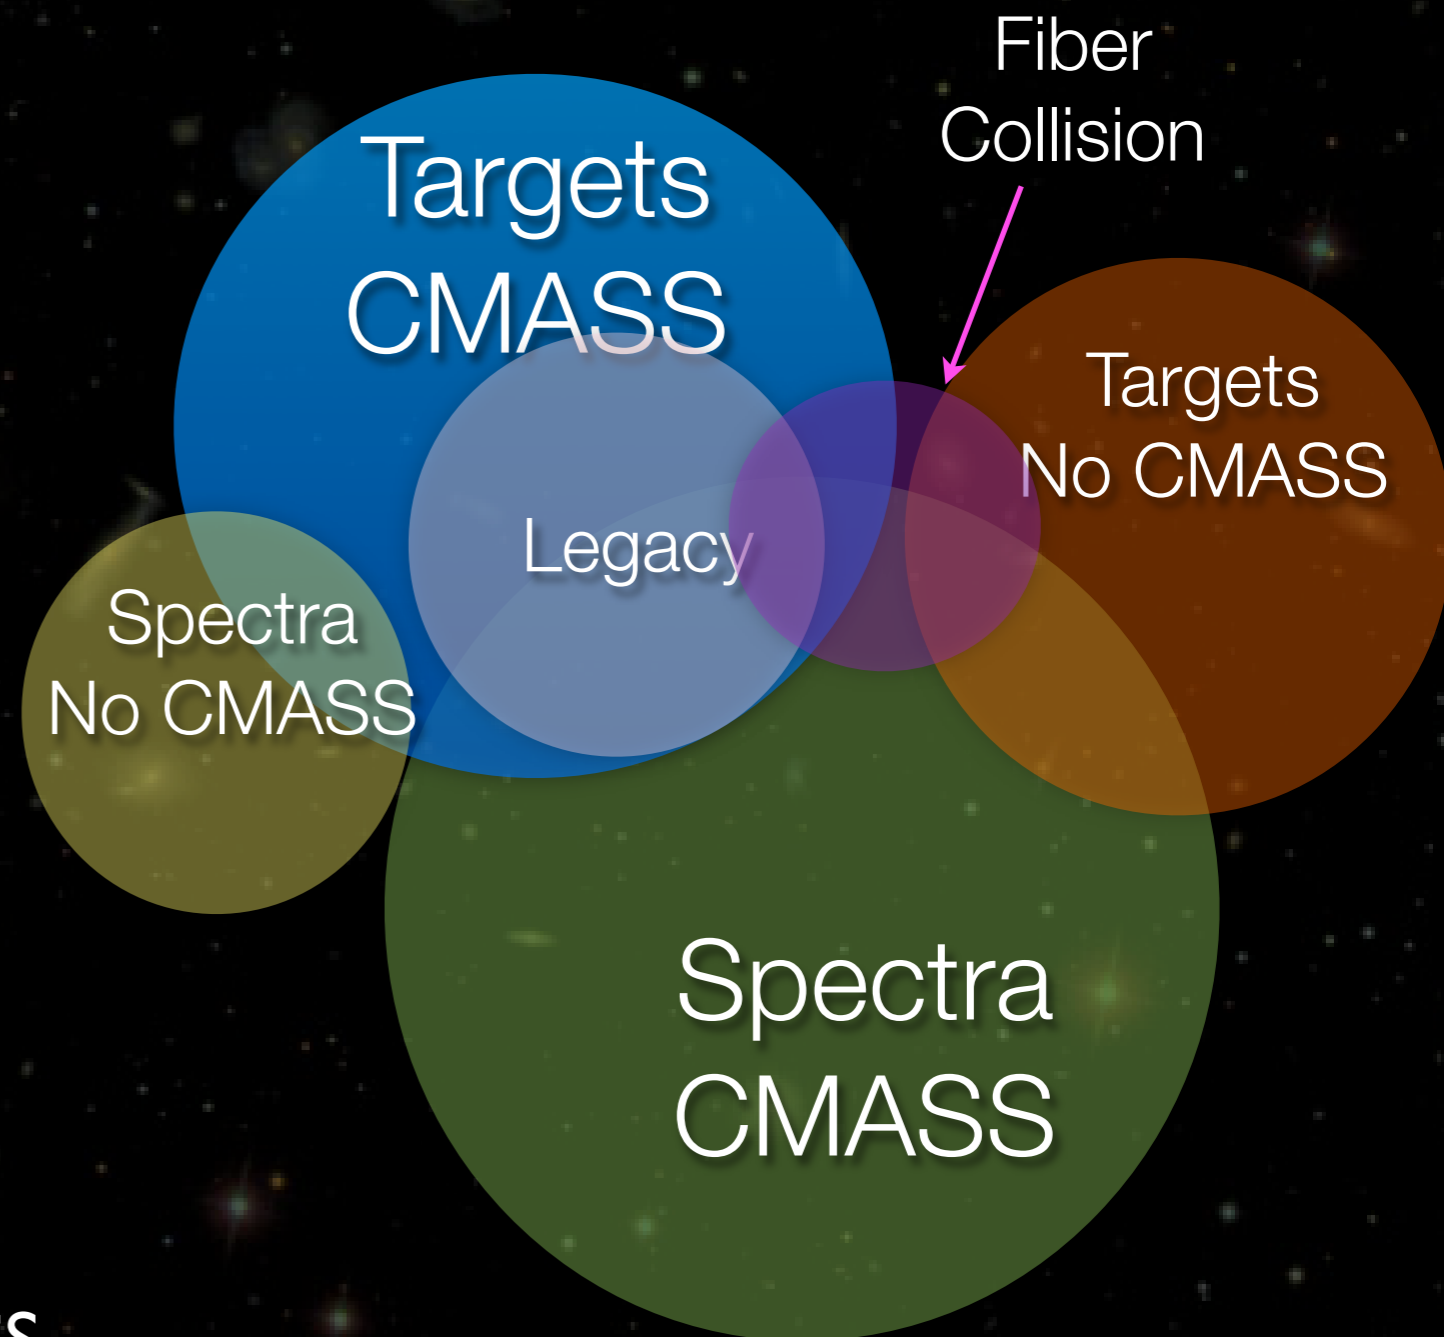 Fiber
Collision
Targets
CMASS
Targets
No CMASS
Legacy
Spectra
No CMASS
Spectra
CMASS